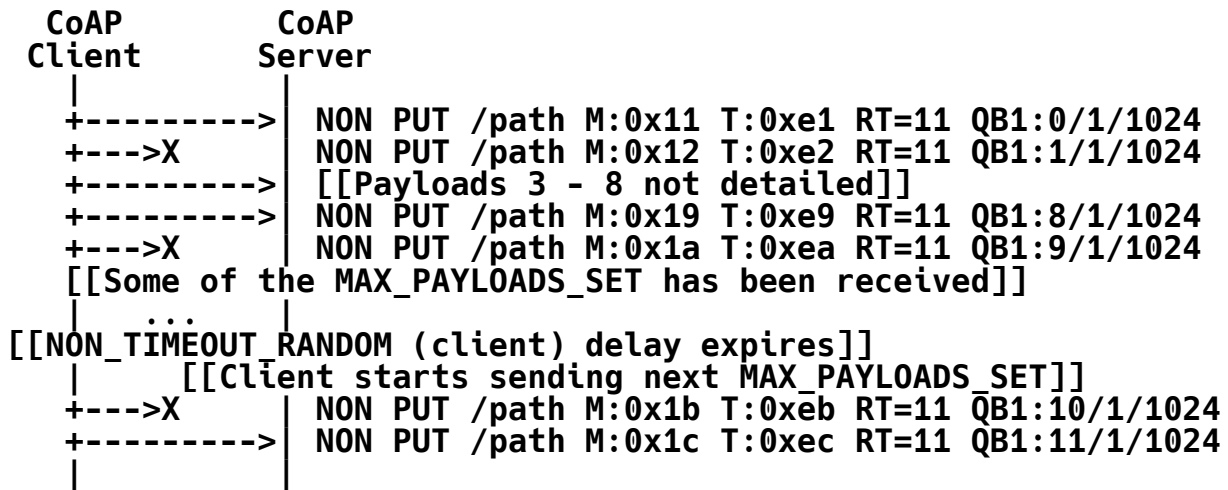 CoAP        CoAP
Client      Server
|            |
+--------->| NON PUT /path M:0x11 T:0xe1 RT=11 QB1:0/1/1024
+--->X      | NON PUT /path M:0x12 T:0xe2 RT=11 QB1:1/1/1024
+--------->| [[Payloads 3 - 8 not detailed]]
+--------->| NON PUT /path M:0x19 T:0xe9 RT=11 QB1:8/1/1024
+--->X      | NON PUT /path M:0x1a T:0xea RT=11 QB1:9/1/1024
[[Some of the MAX_PAYLOADS_SET has been received]]
|    ...     |
[[NON_TIMEOUT_RANDOM (client) delay expires]]
|      [[Client starts sending next MAX_PAYLOADS_SET]]
+--->X      | NON PUT /path M:0x1b T:0xeb RT=11 QB1:10/1/1024
+--------->| NON PUT /path M:0x1c T:0xec RT=11 QB1:11/1/1024
|            |